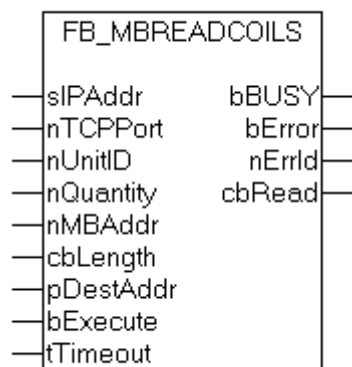 FB_MBREADCOILS
sIPAddr bBUSY
nTCPPort bError
nUnitID nErrId
nQuantity cbRead
nMBAddr
cbLength
pDestAddr
bExecute
tTimeout